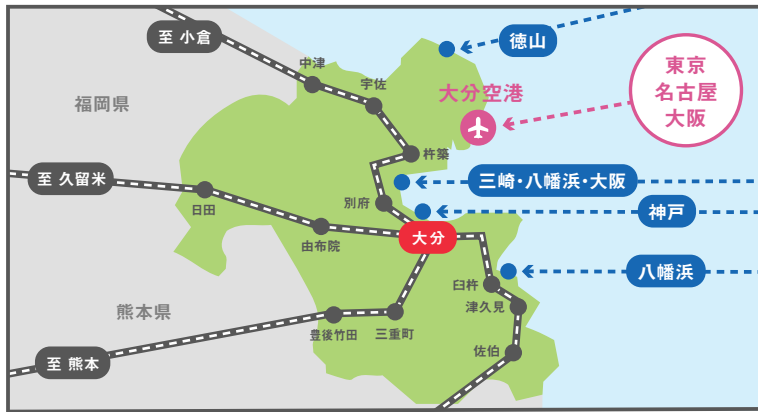 至 小倉
徳山
中津
宇佐
大分空港
東京
名古屋
大阪
福岡県
杵築
至 久留米
三崎・八幡浜・大阪
日田
別府
神戸
由布院
大分
八幡浜
臼杵
津久見
熊本県
豊後竹田
三重町
佐伯
至 熊本